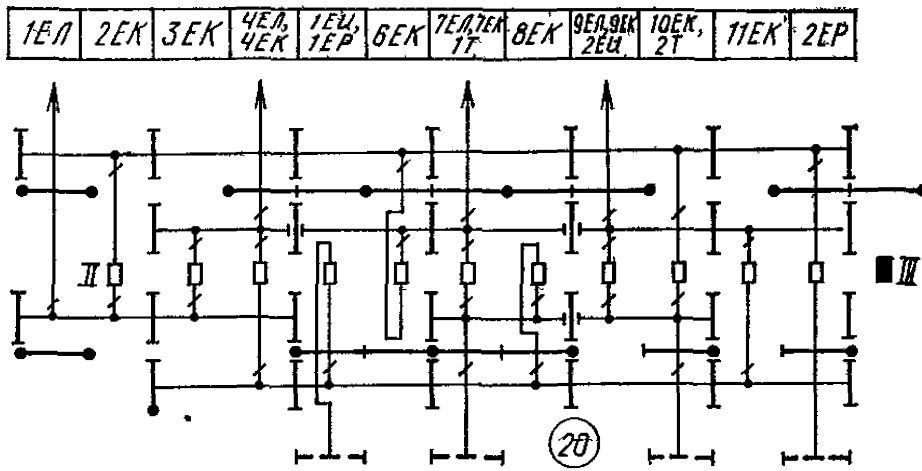 1ЕЛ 2ЕК 3ЕК 4ЕЛ, 4ЕК 1ЕЦ, 1ЕР 6ЕК 7ЕЛ,7ЕК 1Т 8ЕК 9ЕЛ,9ЕК 2ЕЦ 10ЕК, 2Т 11ЕК 2ЕР
II
III
20